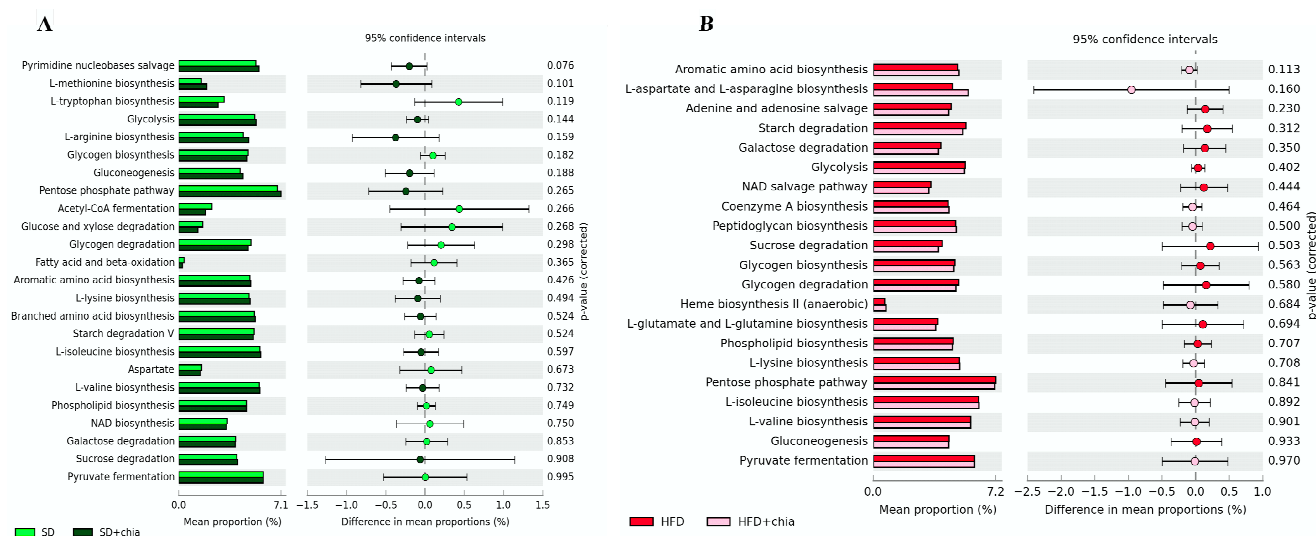 A
95% confidence intervals
Pyrimidine nucleobases salvage 0.076
L-methionine biosynthesis 0.101
L-tryptophan biosynthesis 0.119
Glycolysis 0.144
L-arginine biosynthesis 0.159
Glycogen biosynthesis 0.182
Gluconeogenesis 0.188
Pentose phosphate pathway 0.265
Acetyl-CoA fermentation 0.266
Glucose and xylose degradation 0.268
Glycogen degradation 0.298
Fatty acid and beta-oxidation 0.365
Aromatic amino acid biosynthesis 0.426
L-lysine biosynthesis 0.494
Branched amino acid biosynthesis 0.524
Starch degradation V 0.524
L-isoleucine biosynthesis 0.597
Aspartate 0.673
L-valine biosynthesis 0.732
Phospholipid biosynthesis 0.749
NAD biosynthesis 0.750
Galactose degradation 0.853
Sucrose degradation 0.908
Pyruvate fermentation 0.995
p-value (corrected)
0.0 7.1 −1.5 −1.0 −0.5 0.0 0.5 1.0 1.5
Mean proportion (%) Difference in mean proportions (%)
SD SD+chia
B
95% confidence intervals
Aromatic amino acid biosynthesis 0.113
L-aspartate and L-asparagine biosynthesis 0.160
Adenine and adenosine salvage 0.230
Starch degradation 0.312
Galactose degradation 0.350
Glycolysis 0.402
NAD salvage pathway 0.444
Coenzyme A biosynthesis 0.464
Peptidoglycan biosynthesis 0.500
Sucrose degradation 0.503
Glycogen biosynthesis 0.563
Glycogen degradation 0.580
Heme biosynthesis II (anaerobic) 0.684
L-glutamate and L-glutamine biosynthesis 0.694
Phospholipid biosynthesis 0.707
L-lysine biosynthesis 0.708
Pentose phosphate pathway 0.841
L-isoleucine biosynthesis 0.892
L-valine biosynthesis 0.901
Gluconeogenesis 0.933
Pyruvate fermentation 0.970
p-value (corrected)
0.0 7.2 −2.5 −2.0 −1.5 −1.0 −0.5 0.0 0.5 1.0
Mean proportion (%) Difference in mean proportions (%)
HFD HFD+chia